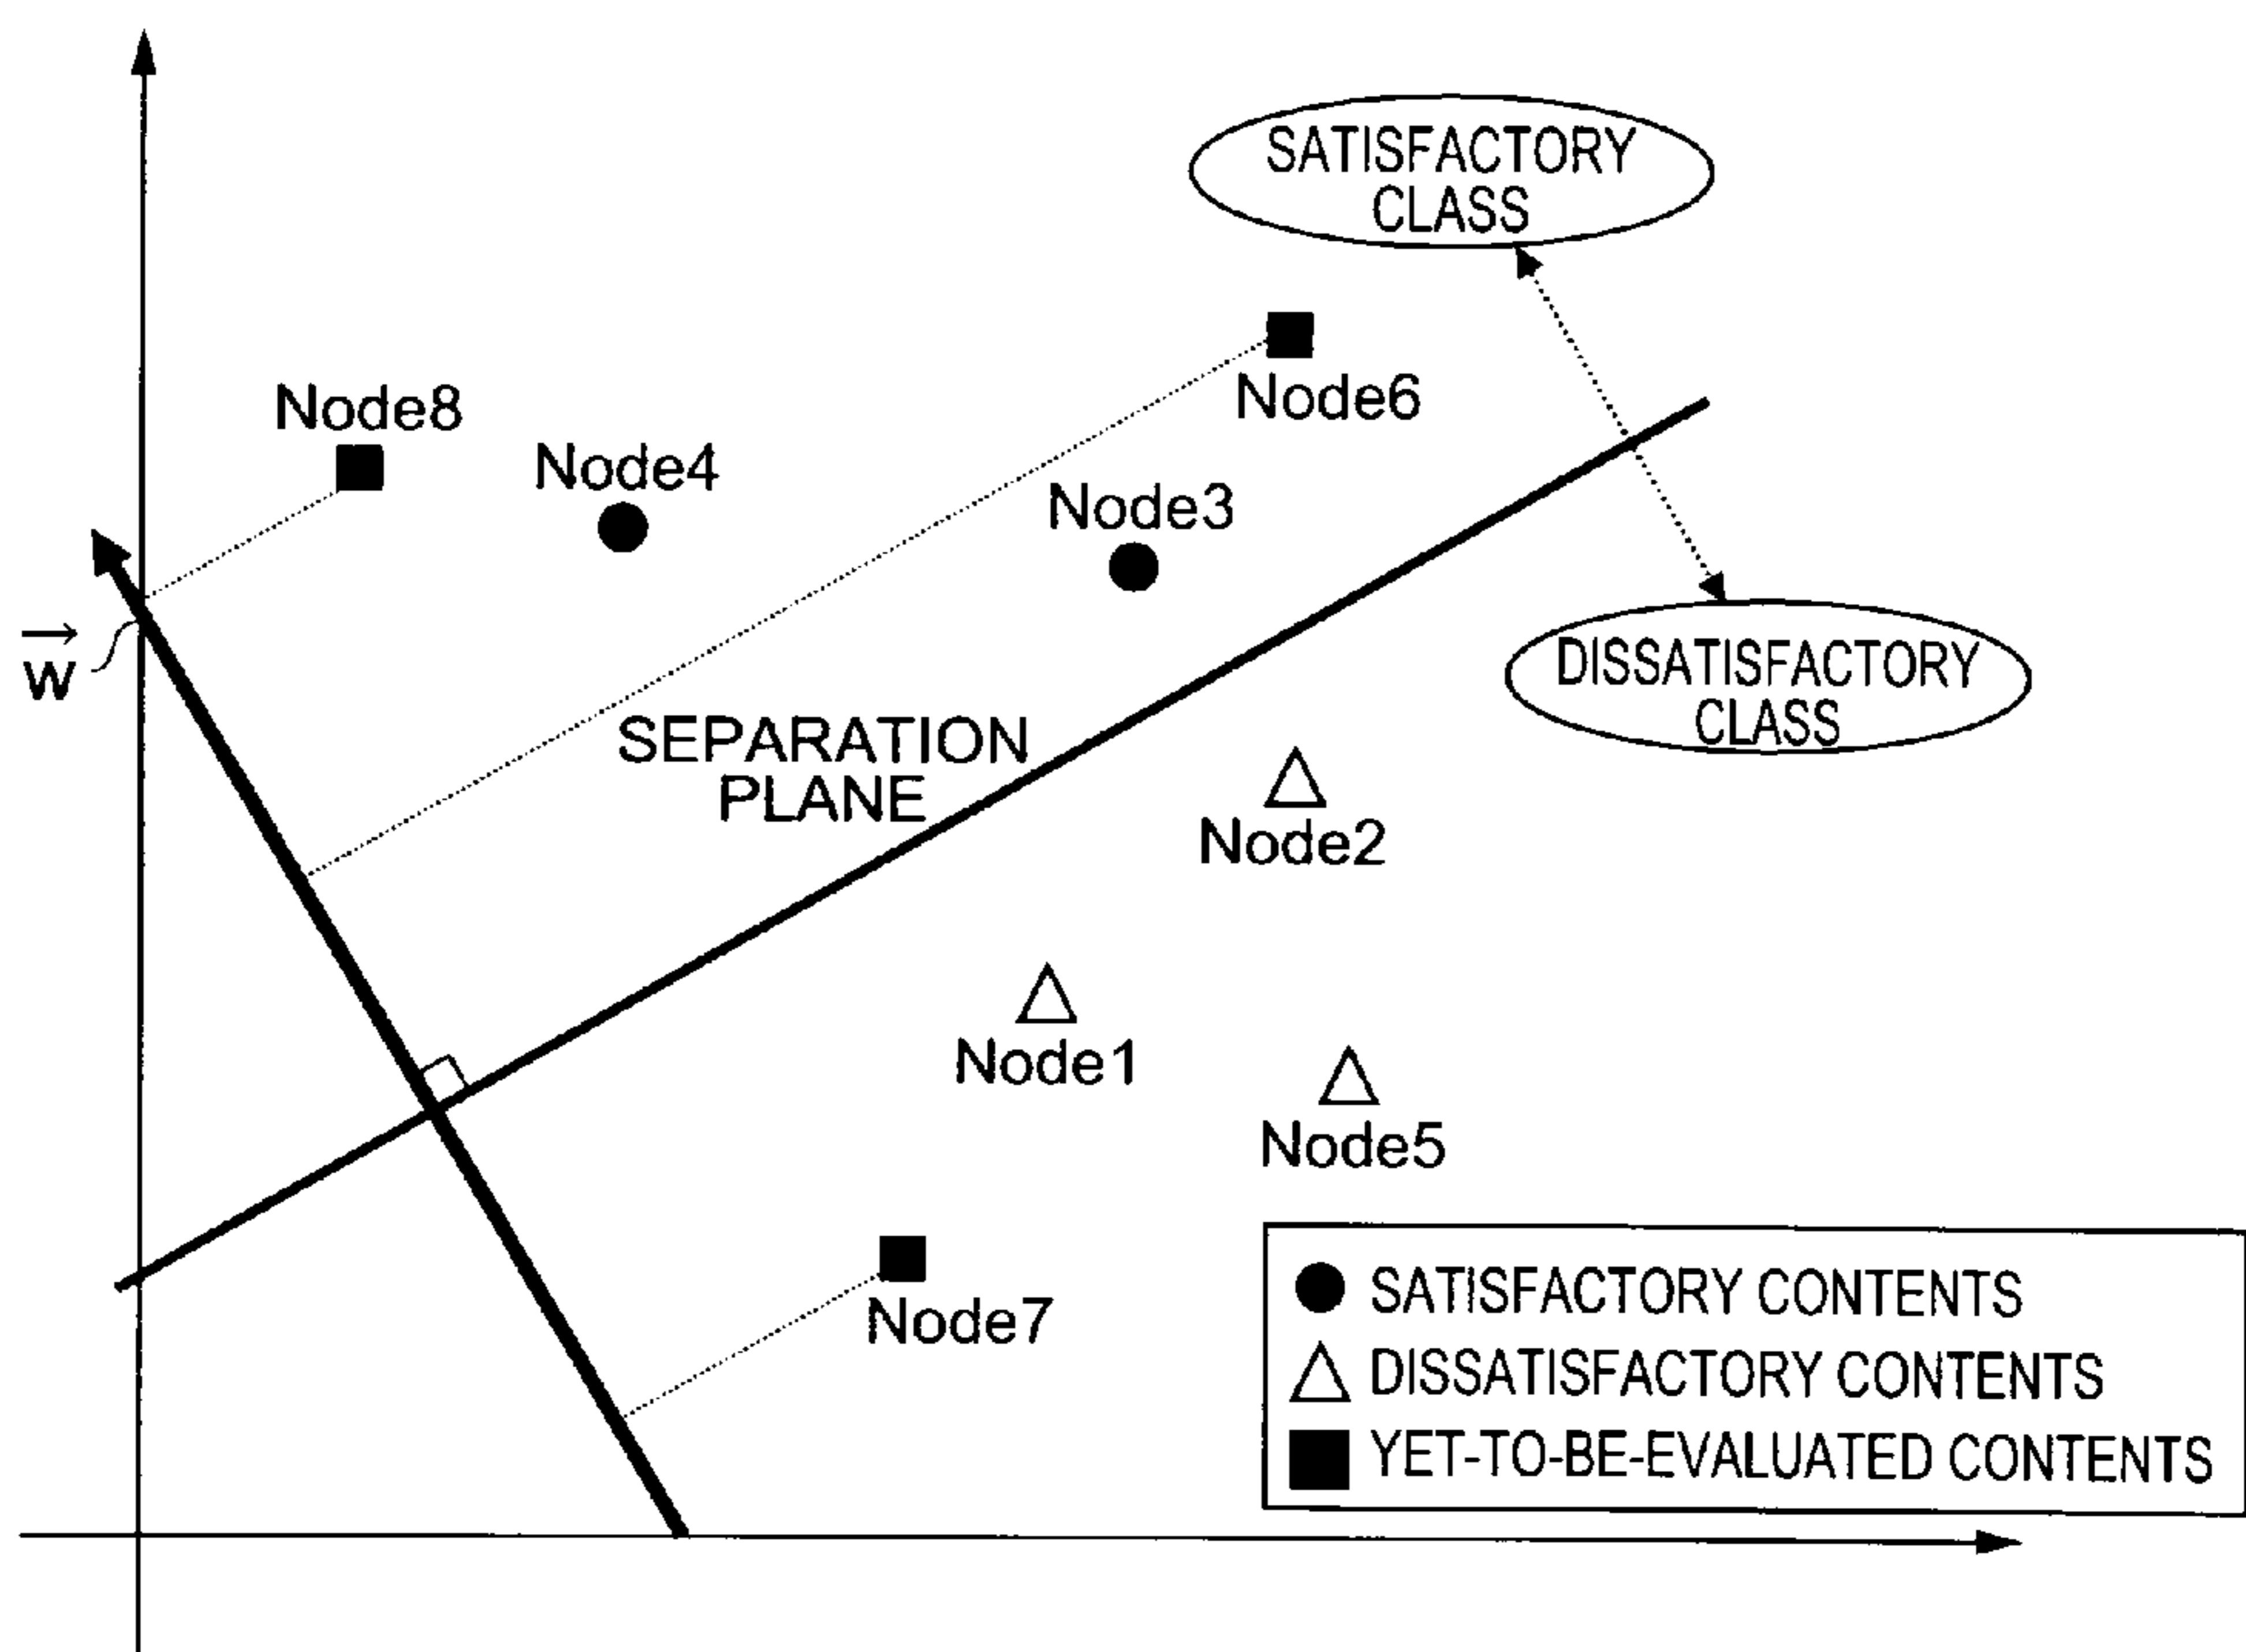 SATISFACTORY
CLASS
Node6
Node8
Node4
Node3
w
DISSATISFACTORY
CLASS
SEPARATION
PLANE
Node2
Node1
Node5
Node7
SATISFACTORY CONTENTS
DISSATISFACTORY CONTENTS
YET-TO-BE-EVALUATED CONTENTS